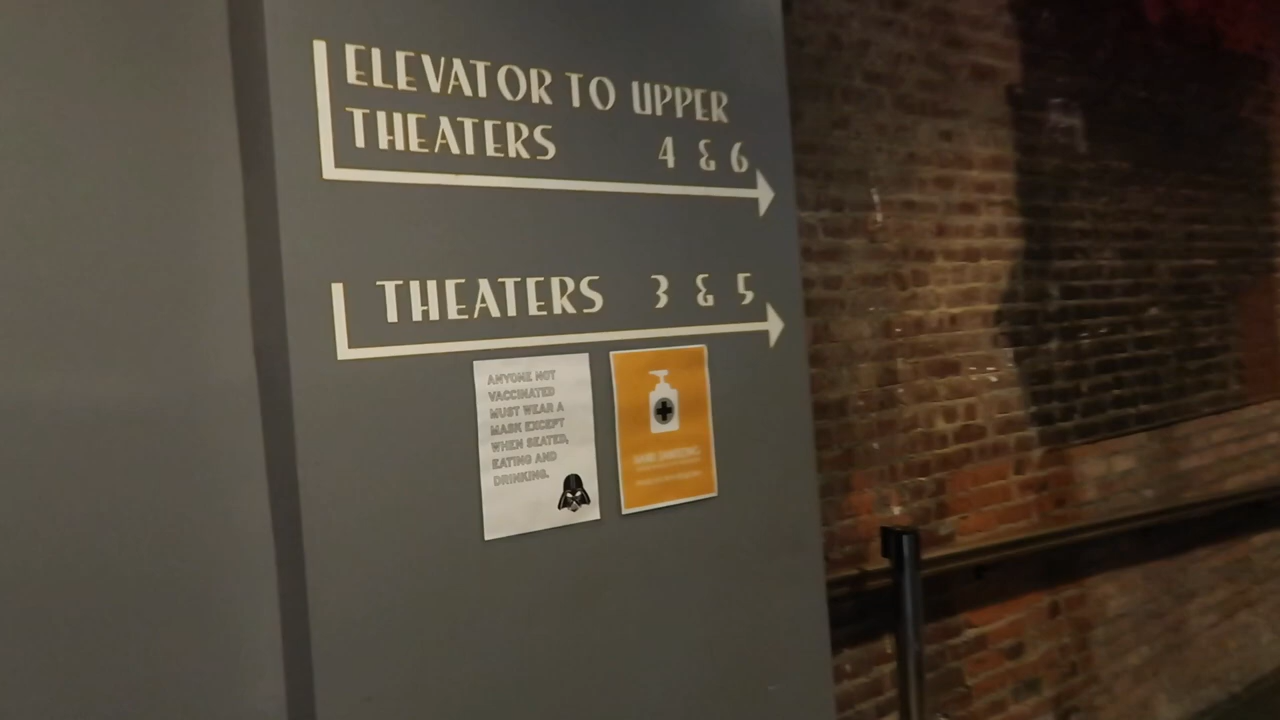 ELEVATOR TO UPPER
THEATERS 4 & 6
THEATERS 3 & 5
ANYONE NOT
VACCINATED
MUST WEAR A
MASK EXCEPT
WHEN SEATED,
EATING AND
DRINKING.